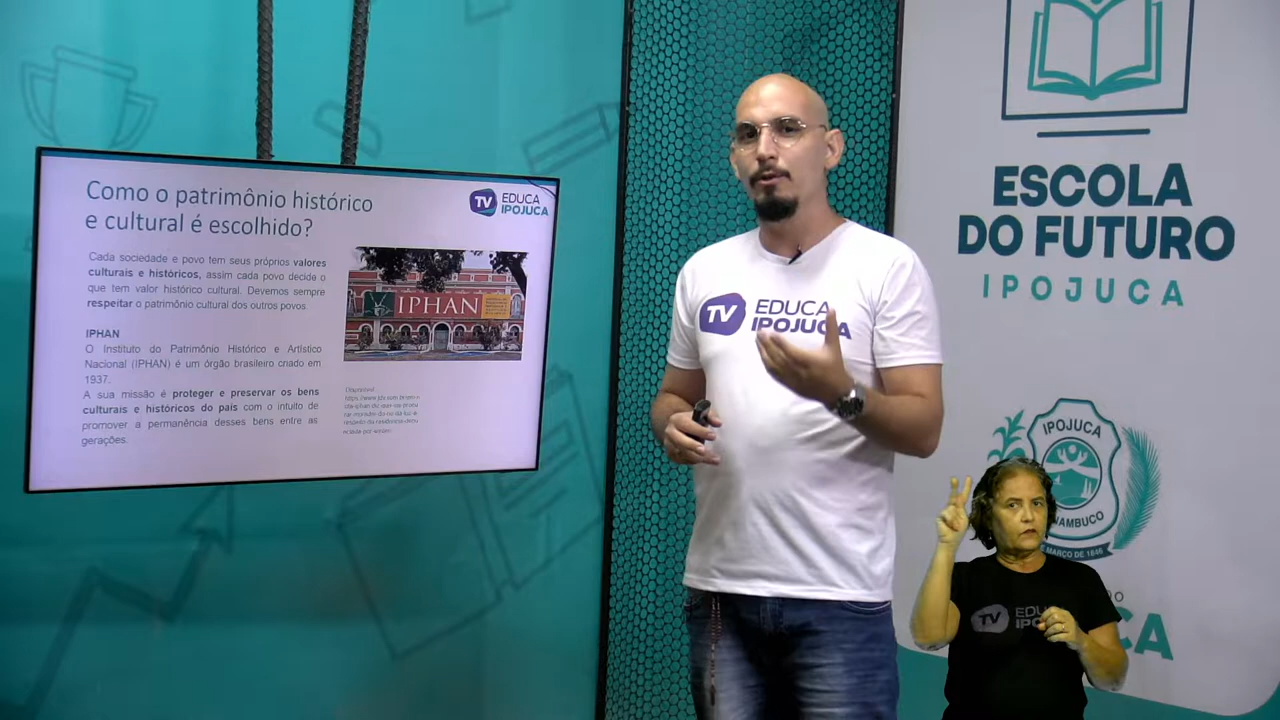 Como o patrimônio histórico
e cultural é escolhido?
TV EDUCA
IPOJUCA
Cada sociedade e povo tem seus próprios valores
culturais e históricos, assim cada povo decide o
que tem valor histórico cultural. Devemos sempre
respeitar o patrimônio cultural dos outros povos
IPHAN
O Instituto do Patrimônio Histórico e Artístico
Nacional (IPHAN) é um órgão brasileiro criado em
1937.
A sua missão é proteger e preservar os bens
culturais e históricos do país com o intuito de
promover a permanência desses bens entre as
gerações.
IPHAN
TV EDUCA
IPOJUCA
ESCOLA
DO FUTURO
IPOJUCA
IPOJUCA
MARÇO DE 1846
TV